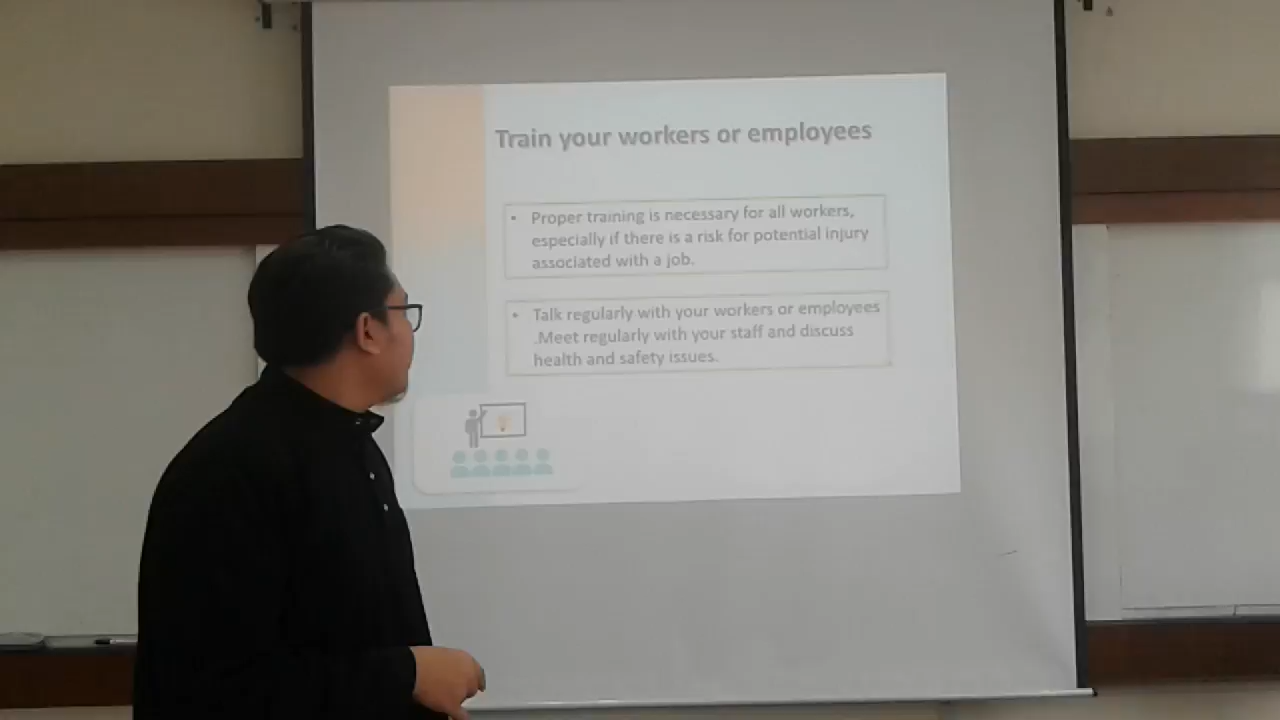 Train your workers or employees
• Proper training is necessary for all workers,
especially if there is a risk for potential injury
associated with a job.
• Talk regularly with your workers or employees
.Meet regularly with your staff and discuss
health and safety issues.